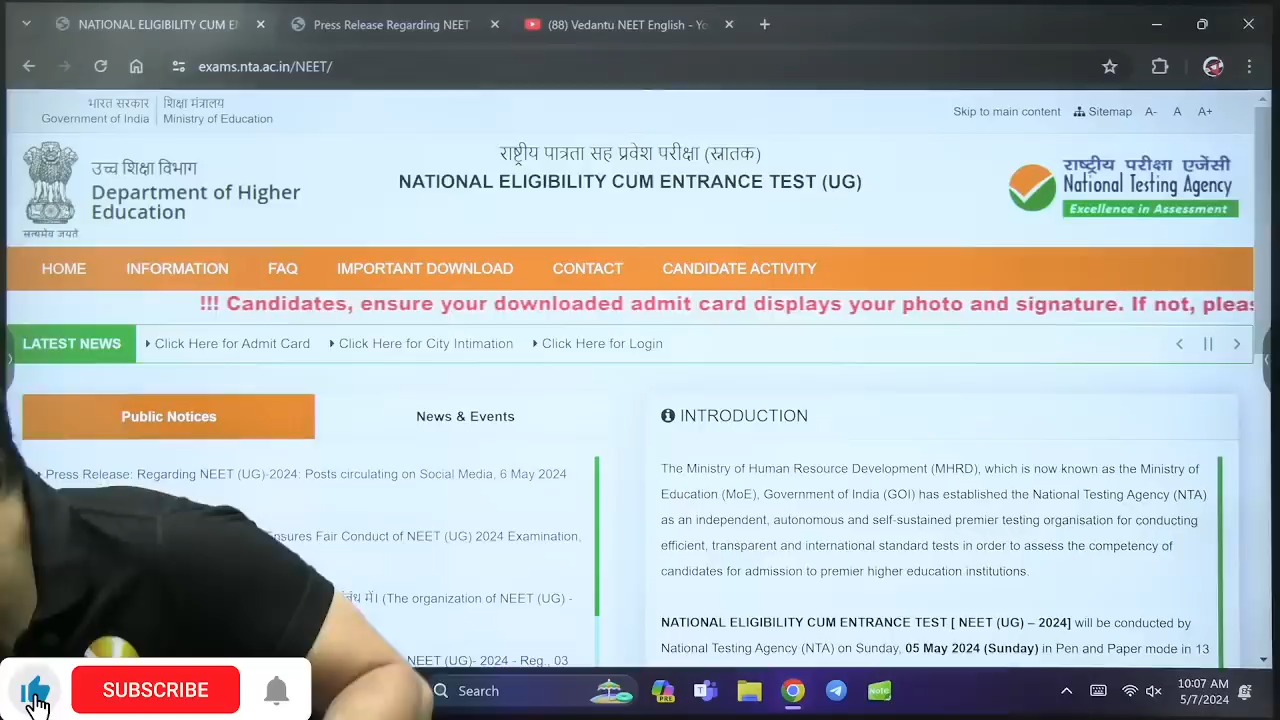 NATIONAL ELIGIBILITY CUM E
Press Release Regarding NEET
(88) Vedantu NEET English - Yo
exams.nta.ac.in/NEET/
भारत सरकार | शिक्षा मंत्रालय
Government of India | Ministry of Education
Skip to main content Sitemap A- A A+
राष्ट्रीय पात्रता सह प्रवेश परीक्षा (स्नातक)
NATIONAL ELIGIBILITY CUM ENTRANCE TEST (UG)
उच्च शिक्षा विभाग
Department of Higher
Education
सत्यमेव जयते
राष्ट्रीय परीक्षा एजेंसी
National Testing Agency
Excellence in Assessment
HOME INFORMATION FAQ IMPORTANT DOWNLOAD CONTACT CANDIDATE ACTIVITY
!!! Candidates, ensure your downloaded admit card displays your photo and signature. If not, pleas
LATEST NEWS Click Here for Admit Card Click Here for City Intimation Click Here for Login
Public Notices
News & Events
Press Release: Regarding NEET (UG)-2024: Posts circulating on Social Media, 6 May 2024
nsures Fair Conduct of NEET (UG) 2024 Examination,
बंध में। (The organization of NEET (UG) -
NEET (UG)- 2024 - Reg., 03
INTRODUCTION
The Ministry of Human Resource Development (MHRD), which is now known as the Ministry of
Education (MoE), Government of India (GOI) has established the National Testing Agency (NTA)
as an independent, autonomous and self-sustained premier testing organisation for conducting
efficient, transparent and international standard tests in order to assess the competency of
candidates for admission to premier higher education institutions.
NATIONAL ELIGIBILITY CUM ENTRANCE TEST [ NEET (UG) – 2024] will be conducted by
National Testing Agency (NTA) on Sunday, 05 May 2024 (Sunday) in Pen and Paper mode in 13
SUBSCRIBE
Search
PRE
Note
10:07 AM
5/7/2024